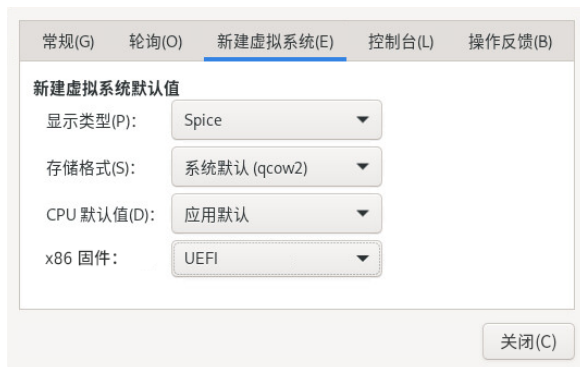 常规(G) 轮询(O) 新建虚拟系统(E) 控制台(L) 操作反馈(B)
新建虚拟系统默认值
显示类型(P): Spice
存储格式(S): 系统默认 (qcow2)
CPU 默认值(D): 应用默认
x86 固件: UEFI
关闭(C)